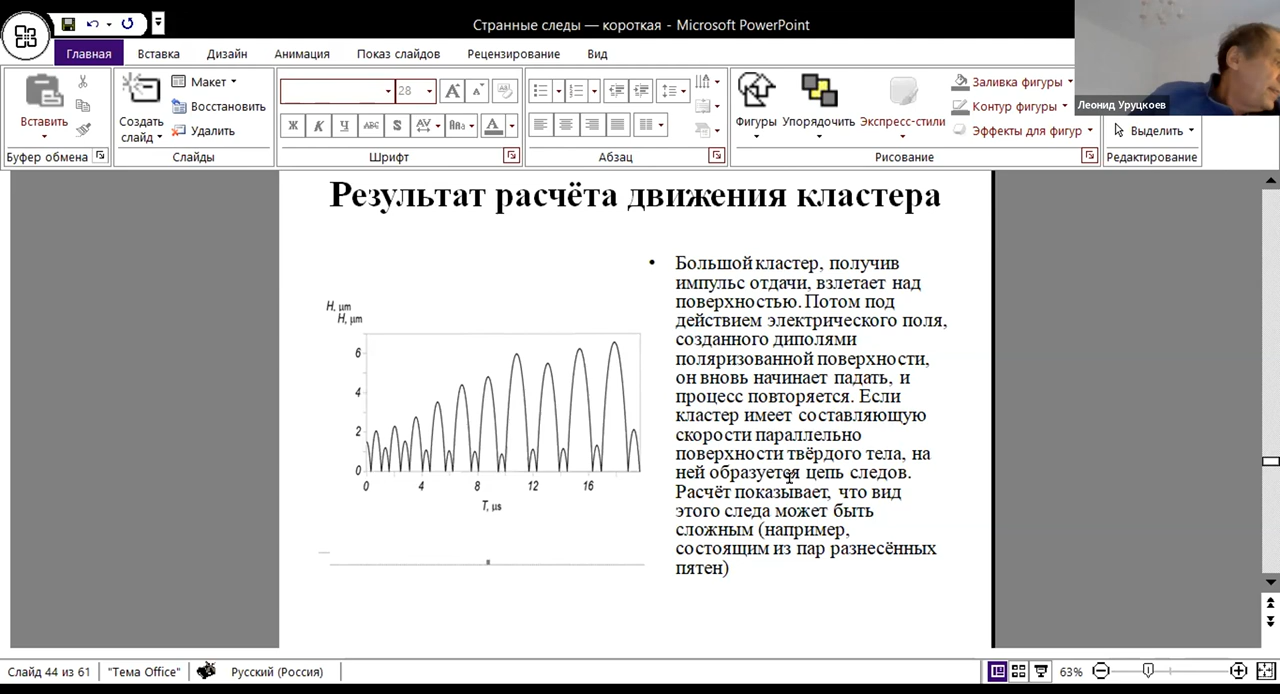 Странные следы — короткая - Microsoft PowerPoint
Главная
Вставка
Дизайн
Анимация
Показ слайдов
Рецензирование
Вид
Вставить
Буфер обмена
Создать
слайд
Макет
Восстановить
Удалить
Слайды
28
Ж К Ч ABC S AV Aa A
Шрифт
Абзац
Фигуры
Упорядочить
Экспресс-стили
Заливка фигуры
Контур фигуры
Эффекты для фигур
Рисование
Выделить
Редактирование
Леонид Уруцкоев
Результат расчёта движения кластера
H, μm
H, μm
6
4
2
0
0 4 8 12 16
T, μs
• Большой кластер, получив
импульс отдачи, взлетает над
поверхностью. Потом под
действием электрического поля,
созданного диполями
поляризованной поверхности,
он вновь начинает падать, и
процесс повторяется. Если
кластер имеет составляющую
скорости параллельно
поверхности твёрдого тела, на
ней образуется цепь следов.
Расчёт показывает, что вид
этого следа может быть
сложным (например,
состоящим из пар разнесённых
пятен)
Слайд 44 из 61
"Тема Office"
Русский (Россия)
63%